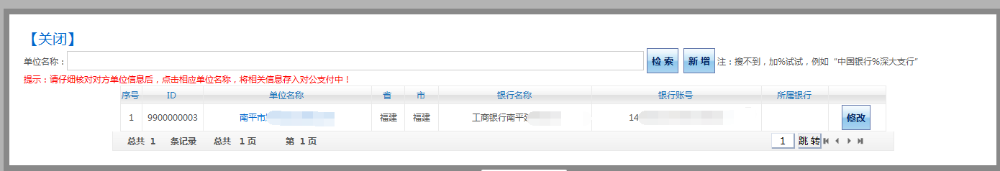 【关闭】
单位名称： 检 索 新 增 注：搜不到，加%试试，例如“中国银行%深大支行”
提示：请仔细核对对方单位信息后，点击相应单位名称，将相关信息存入对公支付中！
序号 ID 单位名称 省 市 银行名称 银行账号 所属银行
1 9900000003 南平市 福建 福建 工商银行南平 14 修改
总共 1 条记录 总共 1 页 第 1 页 1 跳 转